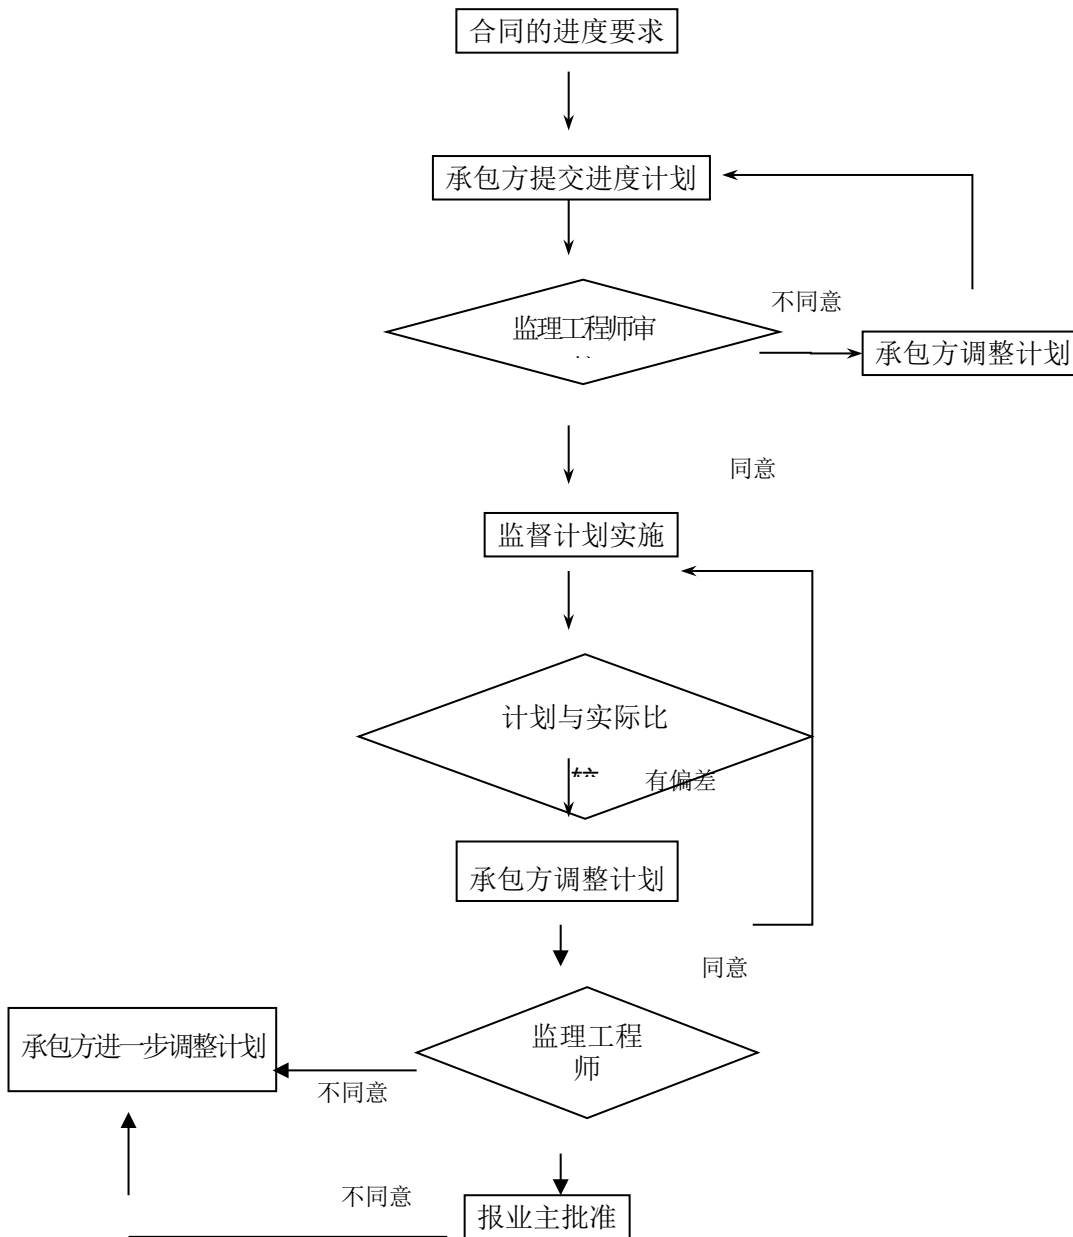 合同的进度要求
承包方提交进度计划
不同意
监理工程师审
承包方调整计划
同意
监督计划实施
计划与实际比
有偏差
承包方调整计划
同意
监理工程
师
承包方进一步调整计划
不同意
不同意
报业主批准